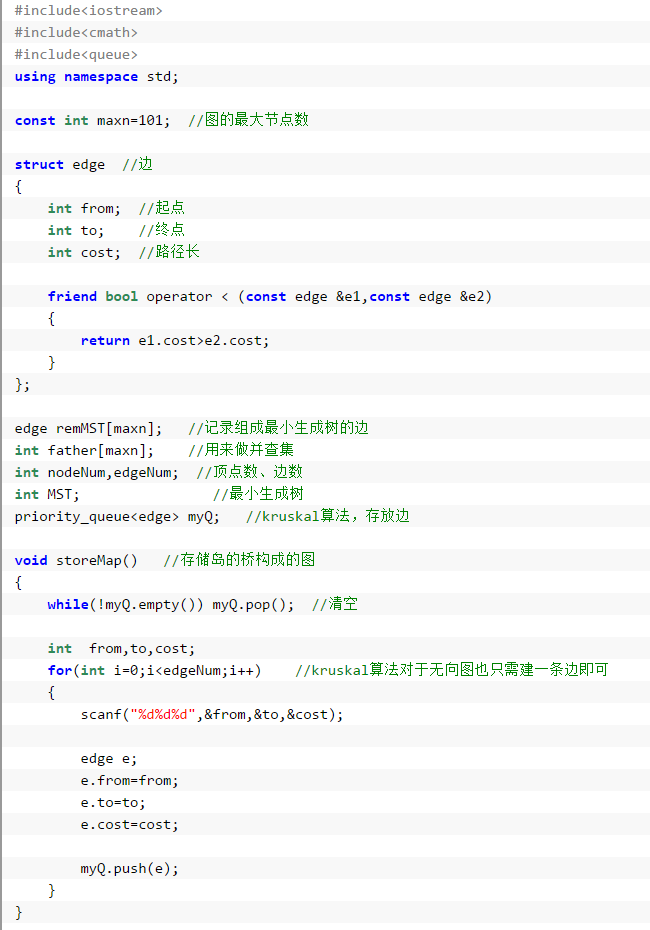 #include<iostream>
#include<cmath>
#include<queue>
using namespace std;
const int maxn=101;  //图的最大节点数
struct edge  //边
{
    int from;  //起点
    int to;    //终点
    int cost;  //路径长
    friend bool operator < (const edge &e1,const edge &e2)
    {
        return e1.cost>e2.cost;
    }
};
edge remMST[maxn];   //记录组成最小生成树的边
int father[maxn];    //用来做并查集
int nodeNum,edgeNum;  //顶点数、边数
int MST;                //最小生成树
priority_queue<edge> myQ;   //kruskal算法，存放边
void storeMap()   //存储岛的桥构成的图
{
    while(!myQ.empty()) myQ.pop();  //清空
    int  from,to,cost;
    for(int i=0;i<edgeNum;i++)    //kruskal算法对于无向图也只需建一条边即可
    {
        scanf("%d%d%d",&from,&to,&cost);
        edge e;
        e.from=from;
        e.to=to;
        e.cost=cost;
        myQ.push(e);
    }
}